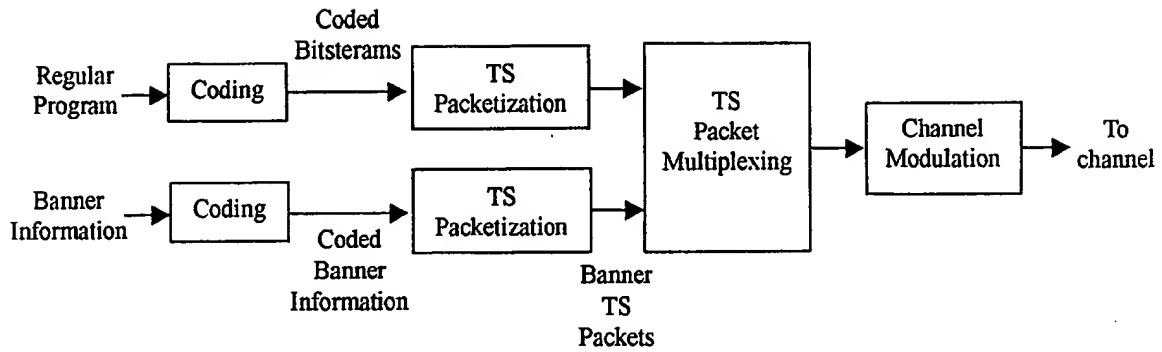 Coded
Bitsterams
Regular
Program
Coding
TS
Packetization
TS
Packet
Multiplexing
Channel
Modulation
To
channel
Banner
Information
Coding
Coded
Banner
Information
TS
Packetization
Banner
TS
Packets